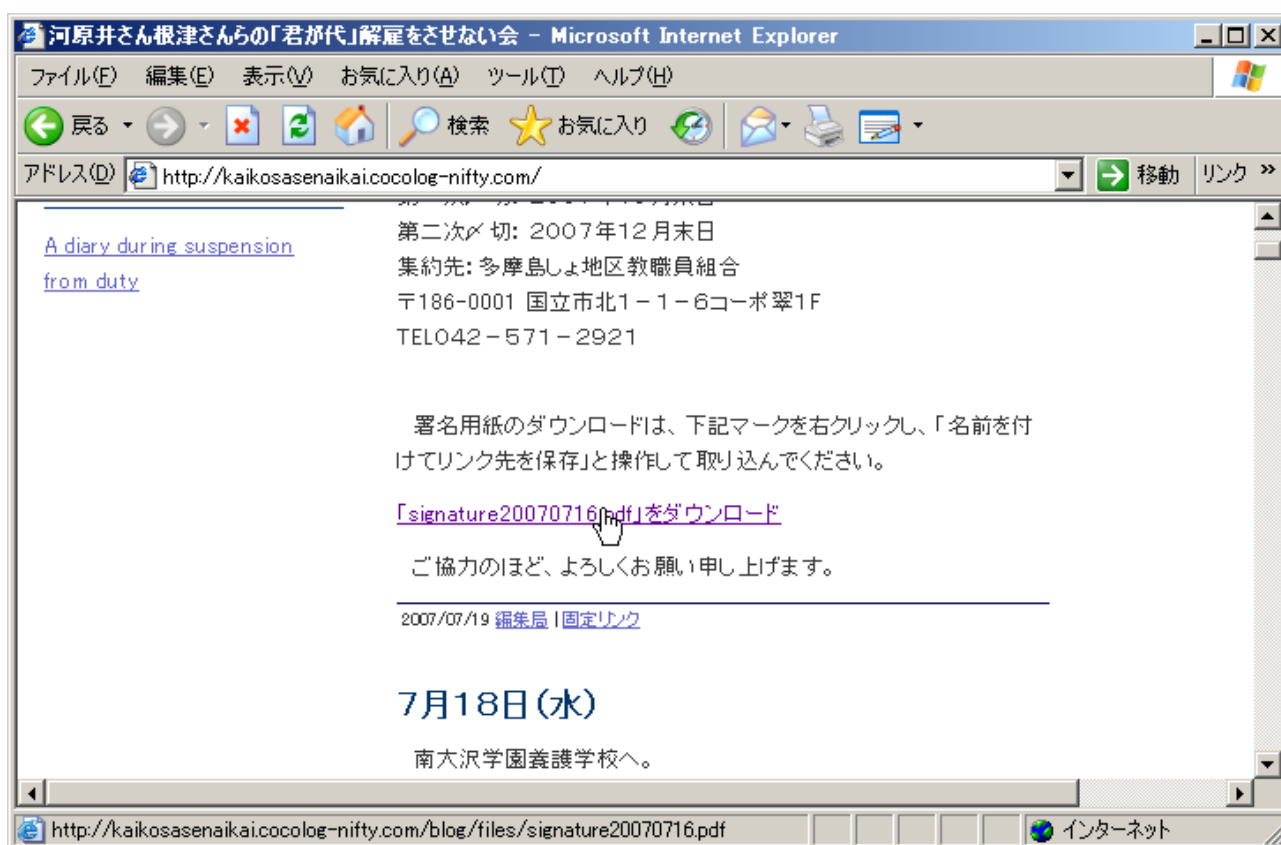 河原井さん根津さんらの「君が代」解雇をさせない会 - Microsoft Internet Explorer
ファイル(F) 編集(E) 表示(V) お気に入り(A) ツール(T) ヘルプ(H)
戻る 検索 お気に入り
アドレス(D) http://kaikosasenaikai.cocolog-nifty.com/ 移動 リンク »
A diary during suspension
from duty
第二次〆切: 2007年12月末日
集約先: 多摩島しょ地区教職員組合
〒186-0001 国立市北1－1－6コーポ翠1F
TEL042－571－2921
署名用紙のダウンロードは、下記マークを右クリックし、「名前を付
けてリンク先を保存」と操作して取り込んでください。
「signature20070716.pdf」をダウンロード
ご協力のほど、よろしくお願い申し上げます。
2007/07/19 編集局 | 固定リンク
7月18日(水)
南大沢学園養護学校へ。
http://kaikosasenaikai.cocolog-nifty.com/blog/files/signature20070716.pdf インターネット